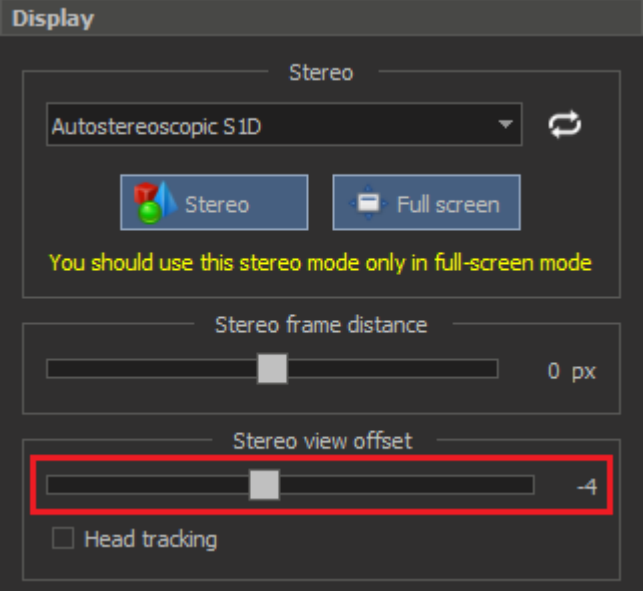 Display
Stereo
Autostereoscopic S1D
Stereo
Full screen
You should use this stereo mode only in full-screen mode
Stereo frame distance
0 px
Stereo view offset
-4
Head tracking